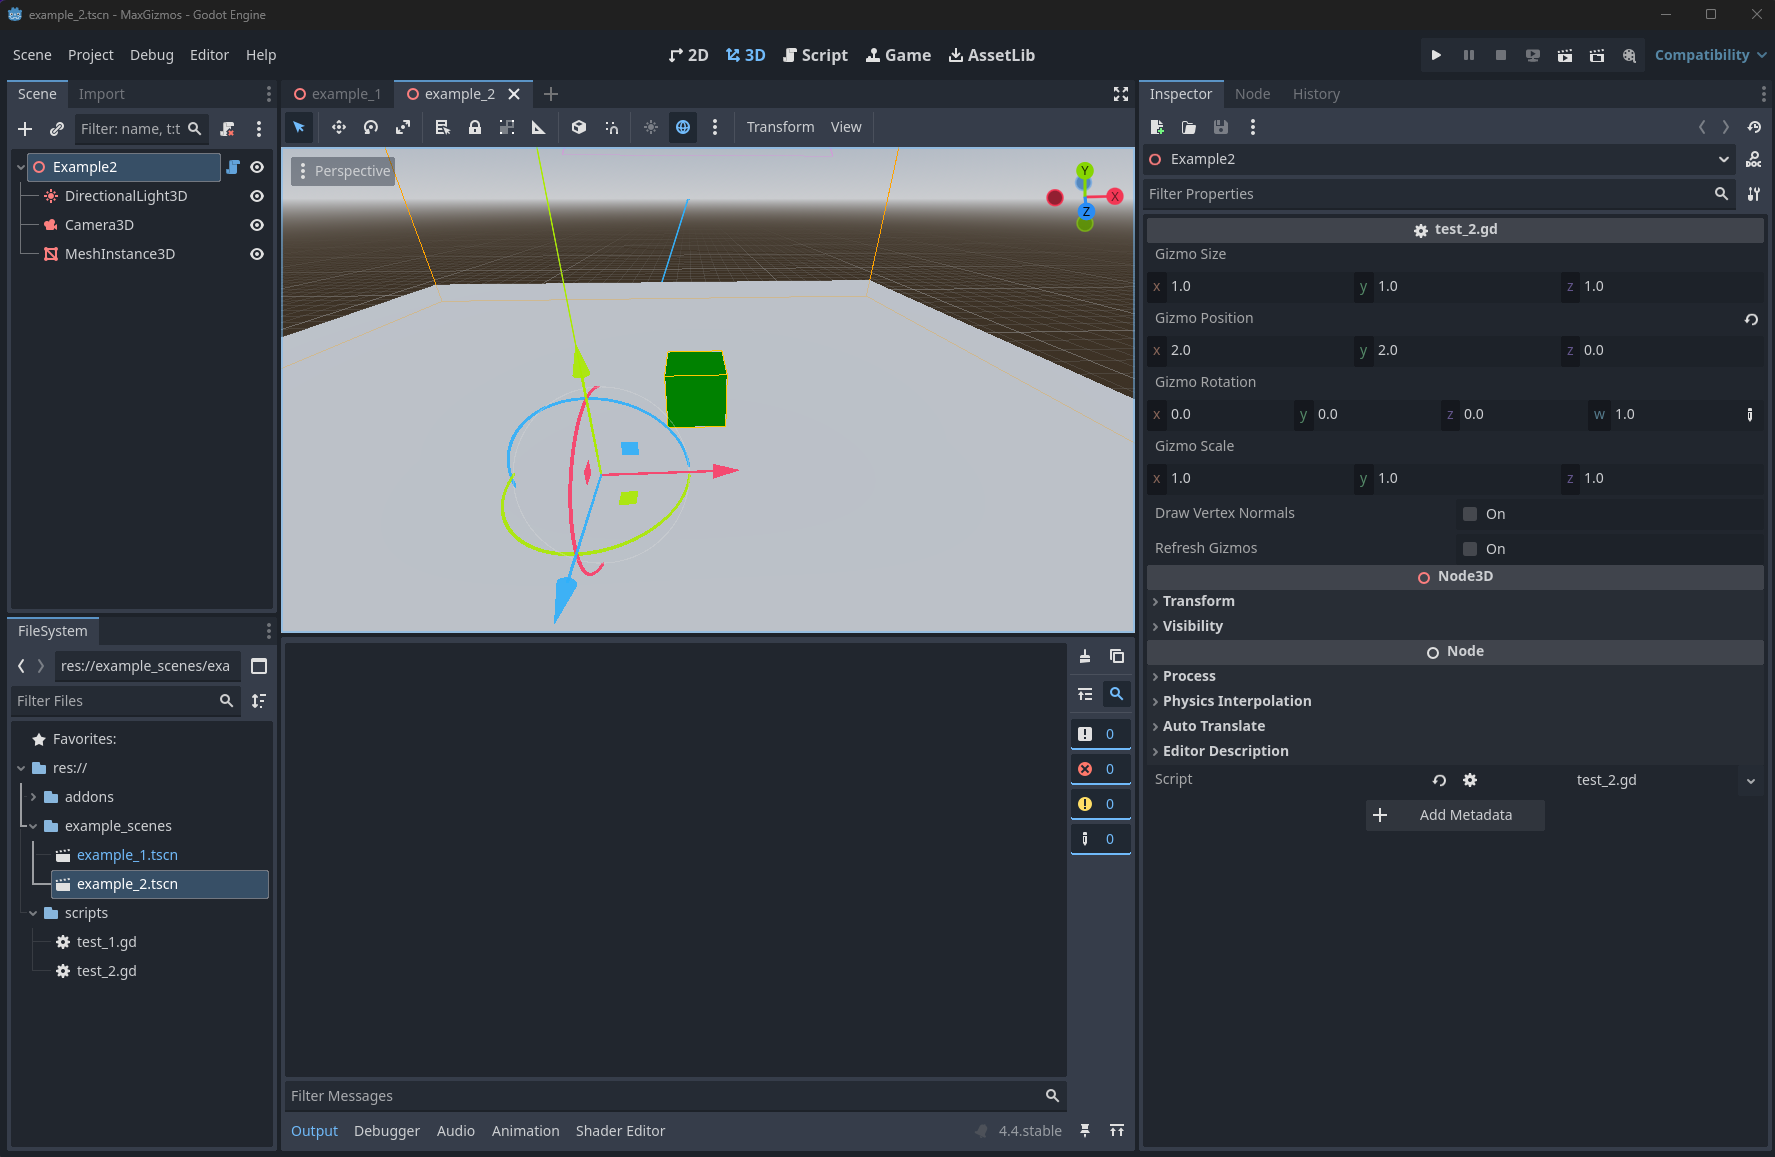 example_2.tscn - MaxGizmos - Godot Engine
Scene Project Debug Editor Help
2D 3D Script Game AssetLib
Compatibility
Scene Import
Filter: name, t:t
Example2
DirectionalLight3D
Camera3D
MeshInstance3D
example_1 example_2
Transform View
Perspective
Y
X
Z
Inspector Node History
Example2
Filter Properties
test_2.gd
Gizmo Size
x 1.0 y 1.0 z 1.0
Gizmo Position
x 2.0 y 2.0 z 0.0
Gizmo Rotation
x 0.0 y 0.0 z 0.0 w 1.0
Gizmo Scale
x 1.0 y 1.0 z 1.0
Draw Vertex Normals On
Refresh Gizmos On
Node3D
Transform
Visibility
Node
Process
Physics Interpolation
Auto Translate
Editor Description
Script test_2.gd
Add Metadata
FileSystem
res://example_scenes/exa
Filter Files
Favorites:
res://
addons
example_scenes
example_1.tscn
example_2.tscn
scripts
test_1.gd
test_2.gd
0
0
0
0
Filter Messages
Output Debugger Audio Animation Shader Editor
4.4.stable